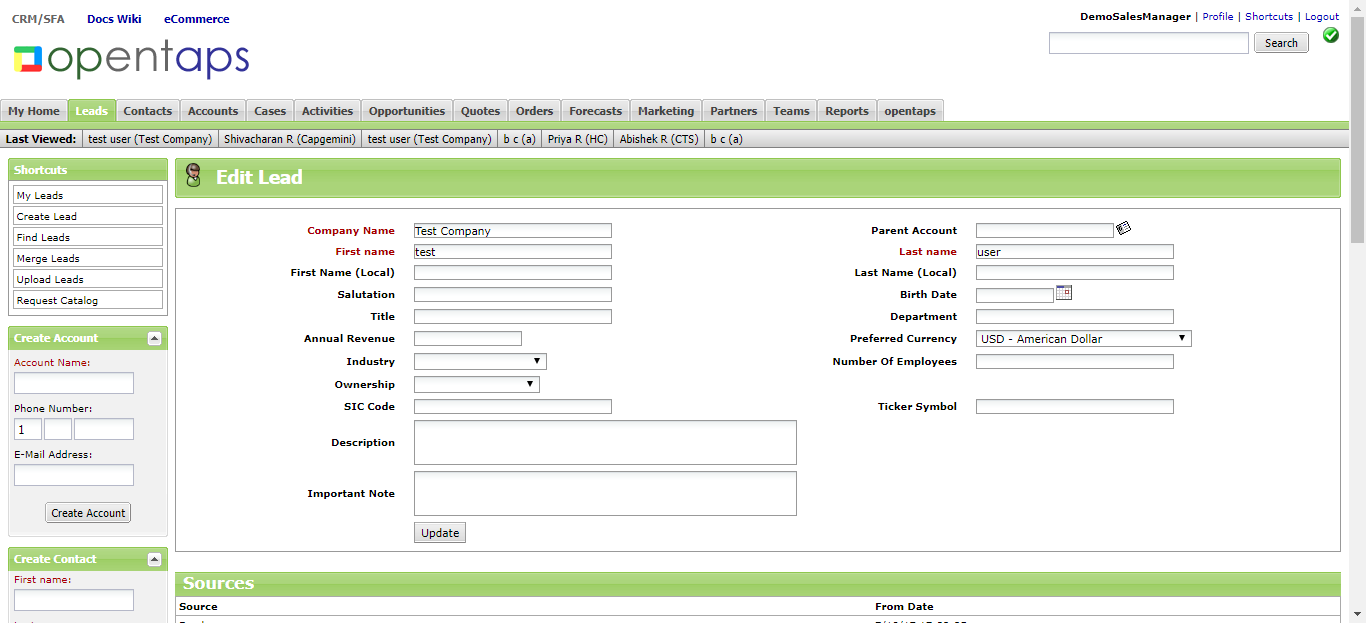 CRM/SFA Docs Wiki eCommerce
DemoSalesManager | Profile | Shortcuts | Logout
opentaps
Search
My Home Leads Contacts Accounts Cases Activities Opportunities Quotes Orders Forecasts Marketing Partners Teams Reports opentaps
Last Viewed: test user (Test Company) Shivacharan R (Capgemini) test user (Test Company) b c (a) Priya R (HC) Abishek R (CTS) b c (a)
Shortcuts
My Leads
Create Lead
Find Leads
Merge Leads
Upload Leads
Request Catalog
Create Account
Account Name:
Phone Number:
1
E-Mail Address:
Create Account
Create Contact
First name:
Edit Lead
Company Name Test Company Parent Account
First name test Last name user
First Name (Local) Last Name (Local)
Salutation Birth Date
Title Department
Annual Revenue Preferred Currency USD - American Dollar
Industry Number Of Employees
Ownership
SIC Code Ticker Symbol
Description
Important Note
Update
Sources
Source From Date